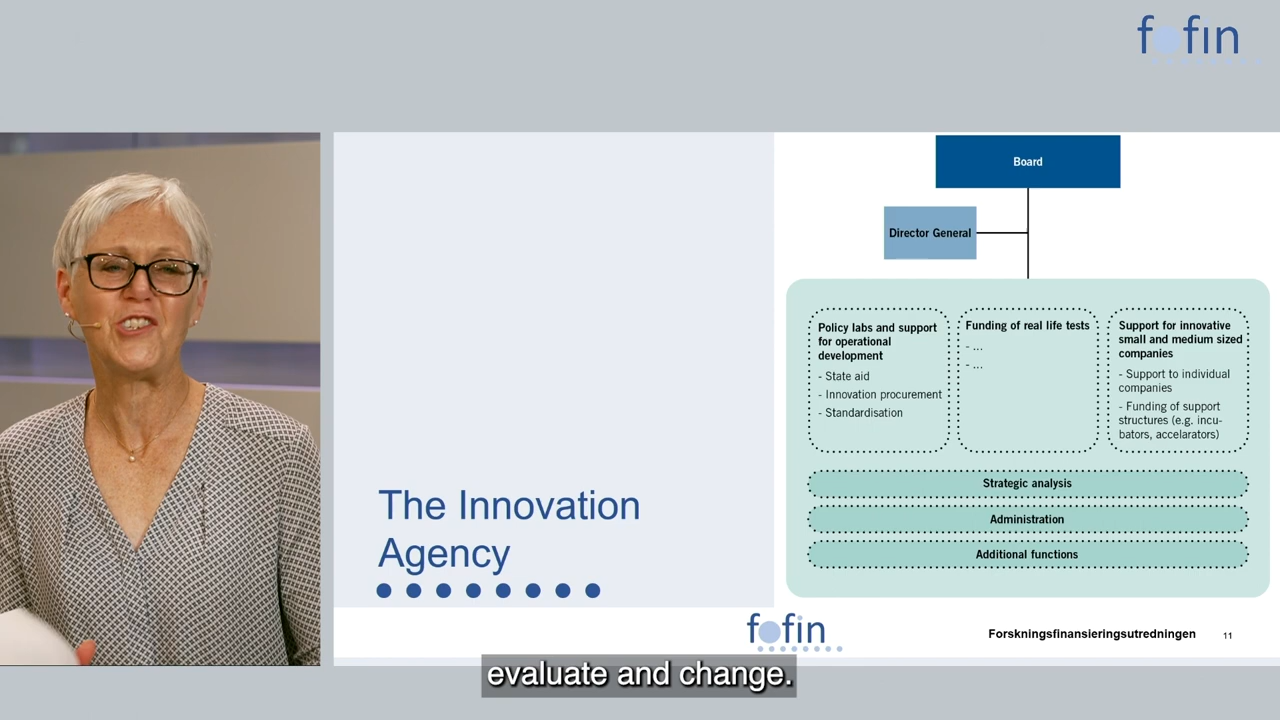 fofin
Board
Director General
Policy labs and support
for operational
development
- State aid
- Innovation procurement
- Standardisation
Funding of real life tests
- ...
- ...
Support for innovative
small and medium sized
companies
- Support to individual
companies
- Funding of support
structures (e.g. incu-
bators, accelarators)
Strategic analysis
Administration
Additional functions
The Innovation
Agency
fofin
Forskningsfinansieringsutredningen
11
evaluate and change.